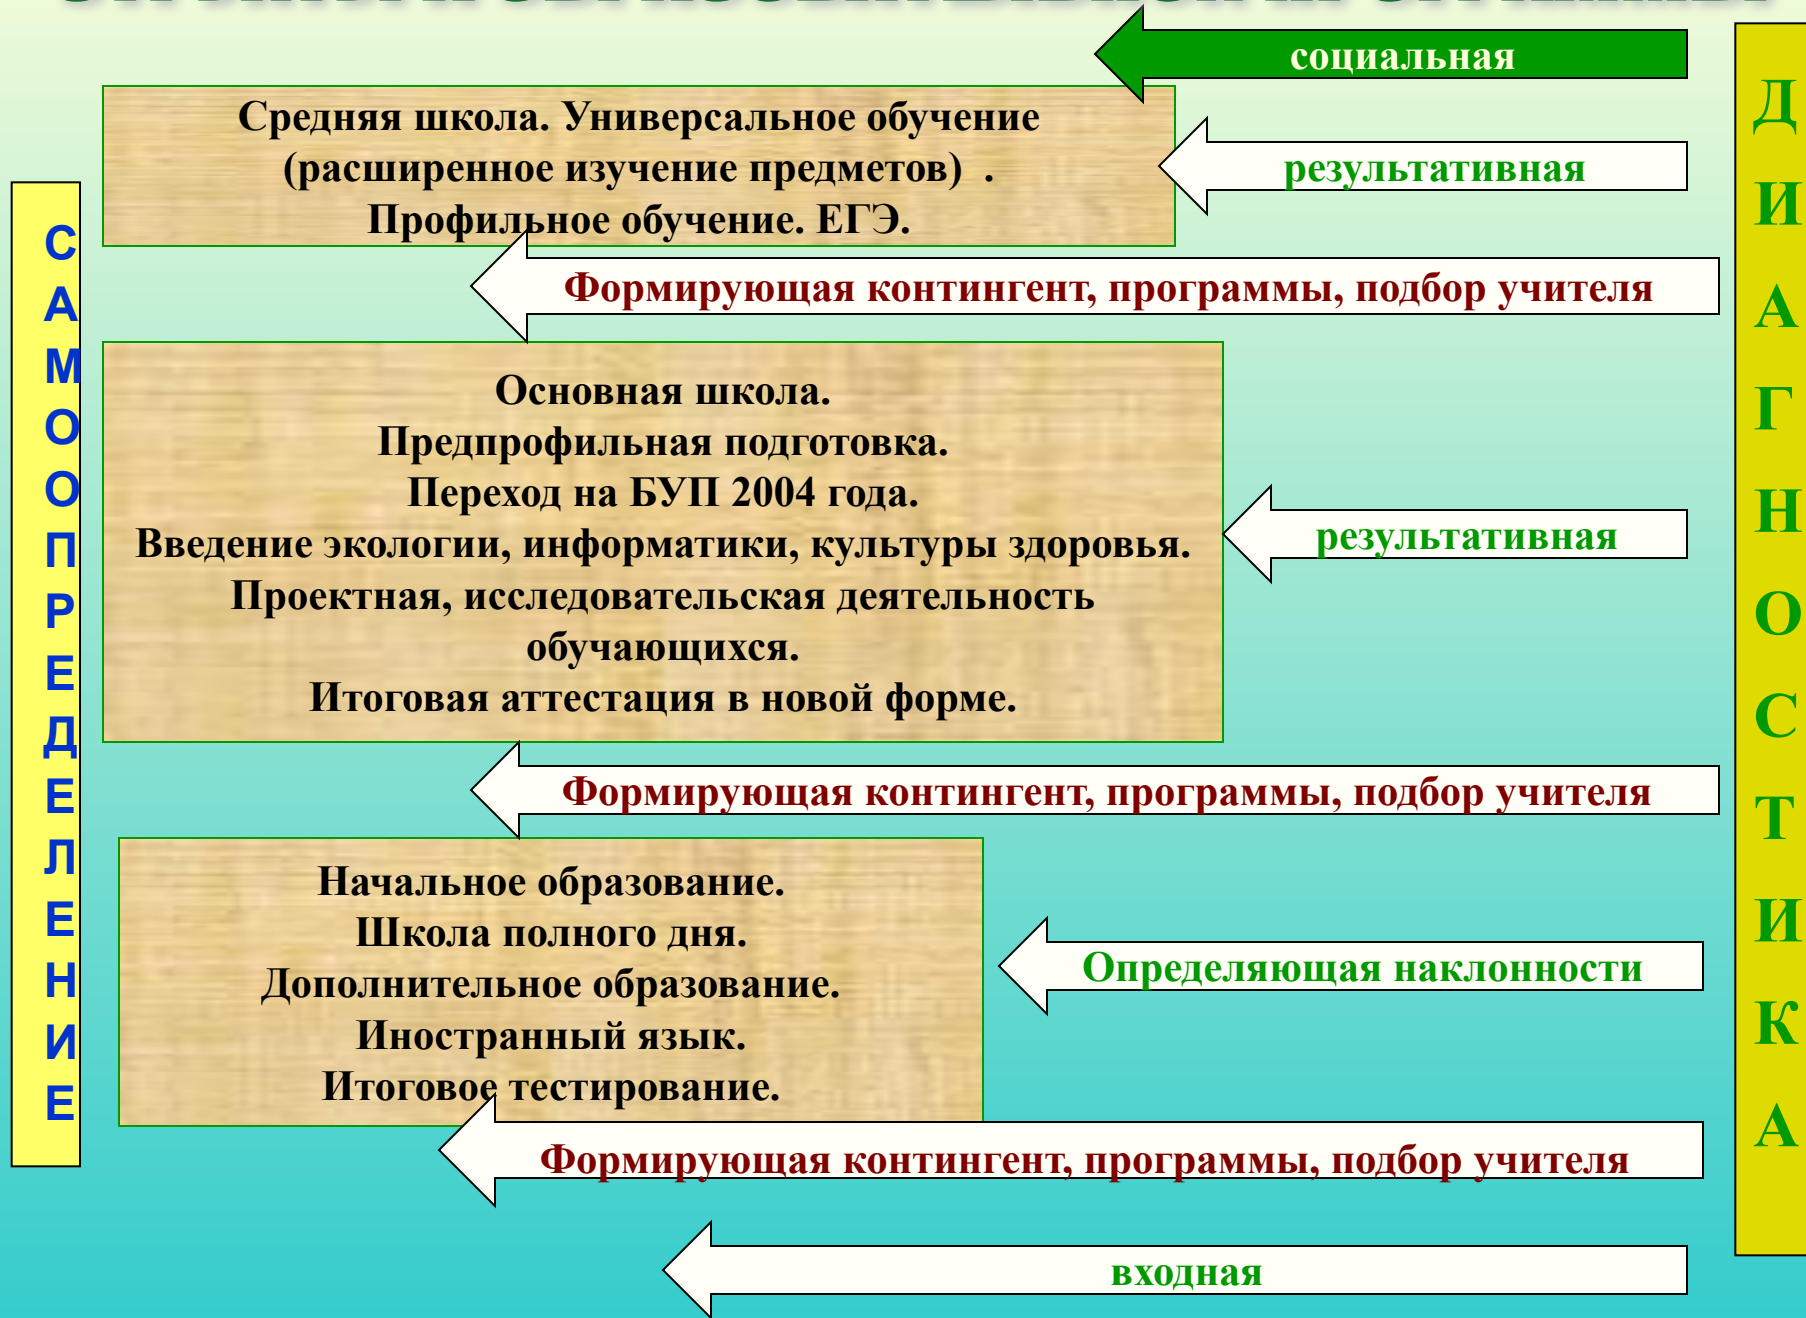 социальная
Средняя школа. Универсальное обучение
(расширенное изучение предметов) .
Профильное обучение. ЕГЭ.
результативная
Формирующая контингент, программы, подбор учителя
Основная школа.
Предпрофильная подготовка.
Переход на БУП 2004 года.
Введение экологии, информатики, культуры здоровья.
Проектная, исследовательская деятельность
обучающихся.
Итоговая аттестация в новой форме.
результативная
Формирующая контингент, программы, подбор учителя
Начальное образование.
Школа полного дня.
Дополнительное образование.
Иностранный язык.
Итоговое тестирование.
Определяющая наклонности
Формирующая контингент, программы, подбор учителя
входная
САМООПРЕДЕЛЕНИЕ
ДИАГНОСТИКА